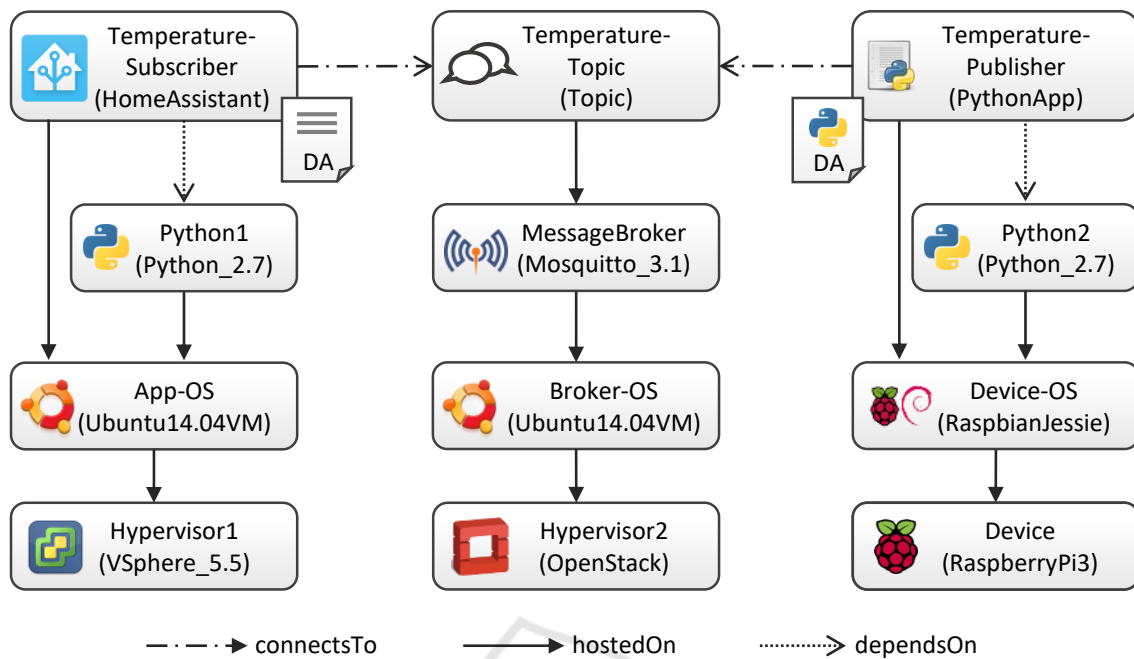 Temperature-
Subscriber
(HomeAssistant)
DA
Temperature-
Topic
(Topic)
Temperature-
Publisher
(PythonApp)
DA
Python1
(Python_2.7)
MessageBroker
(Mosquitto_3.1)
Python2
(Python_2.7)
App-OS
(Ubuntu14.04VM)
Broker-OS
(Ubuntu14.04VM)
Device-OS
(RaspbianJessie)
Hypervisor1
(VSphere_5.5)
Hypervisor2
(OpenStack)
Device
(RaspberryPi3)
connectsTo
hostedOn
dependsOn